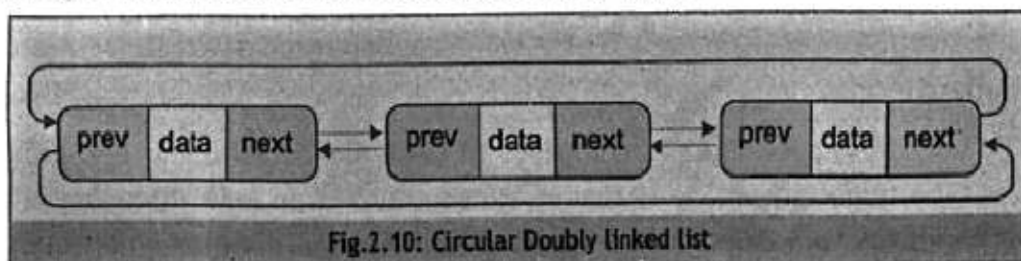 prev data next prev data next prev data next
Fig.2.10: Circular Doubly linked list